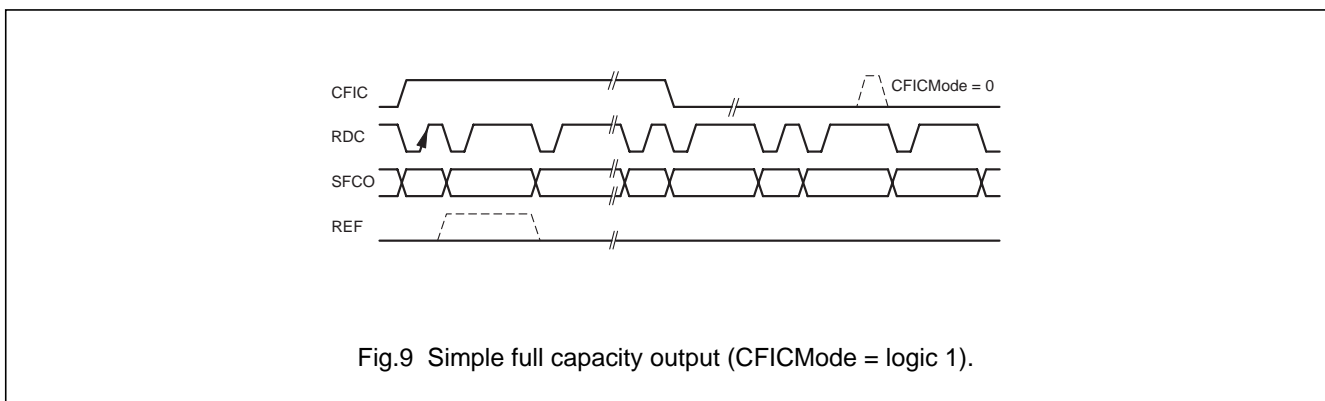 CFIC
CFICMode = 0
RDC
SFCO
REF
Fig.9 Simple full capacity output (CFICMode = logic 1).